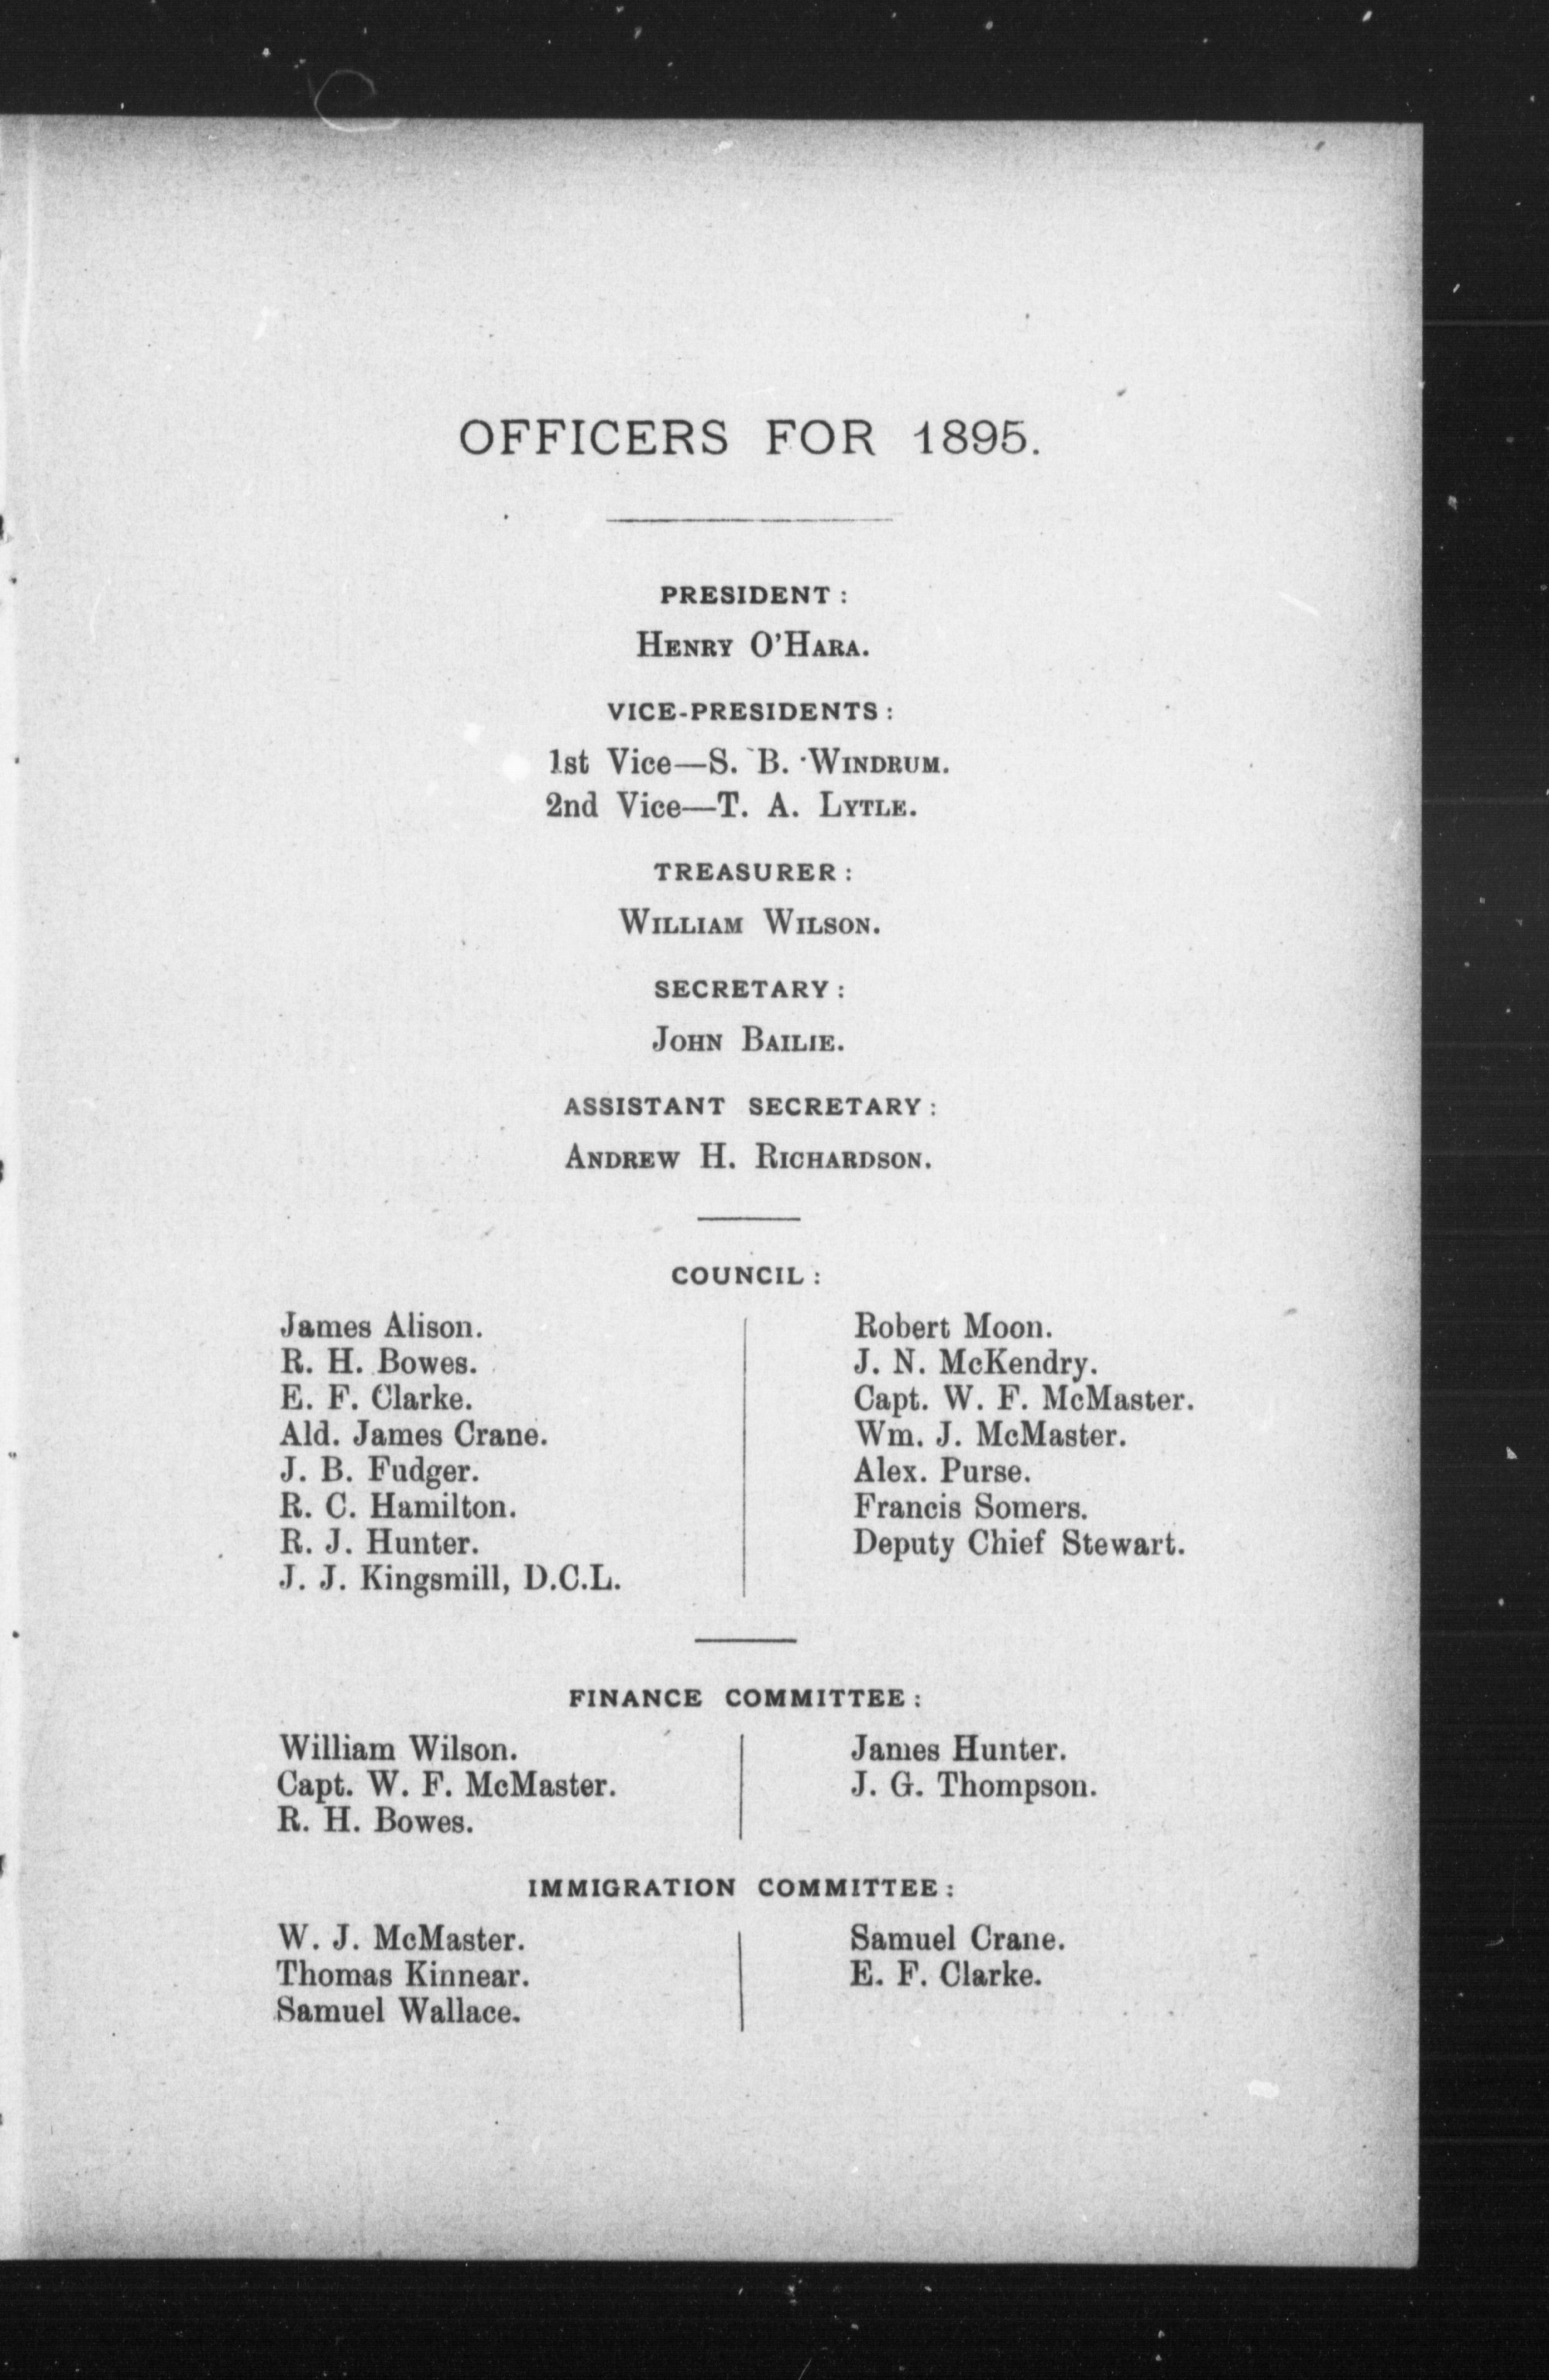 OFFICERS FOR 1895.
PRESIDENT:
HENRY O'HARA.
VICE-PRESIDENTS:
1st Vice—S. B. WINDRUM.
2nd Vice—T. A. LYTLE.
TREASURER:
WILLIAM WILSON.
SECRETARY:
JOHN BAILIE.
ASSISTANT SECRETARY:
ANDREW H. RICHARDSON.
COUNCIL:
James Alison.
R. H. Bowes.
E. F. Clarke.
Ald. James Crane.
J. B. Fudger.
R. C. Hamilton.
R. J. Hunter.
J. J. Kingsmill, D.C.L.
Robert Moon.
J. N. McKendry.
Capt. W. F. McMaster.
Wm. J. McMaster.
Alex. Purse.
Francis Somers.
Deputy Chief Stewart.
FINANCE COMMITTEE:
William Wilson.
Capt. W. F. McMaster.
R. H. Bowes.
James Hunter.
J. G. Thompson.
IMMIGRATION COMMITTEE:
W. J. McMaster.
Thomas Kinnear.
Samuel Wallace.
Samuel Crane.
E. F. Clarke.